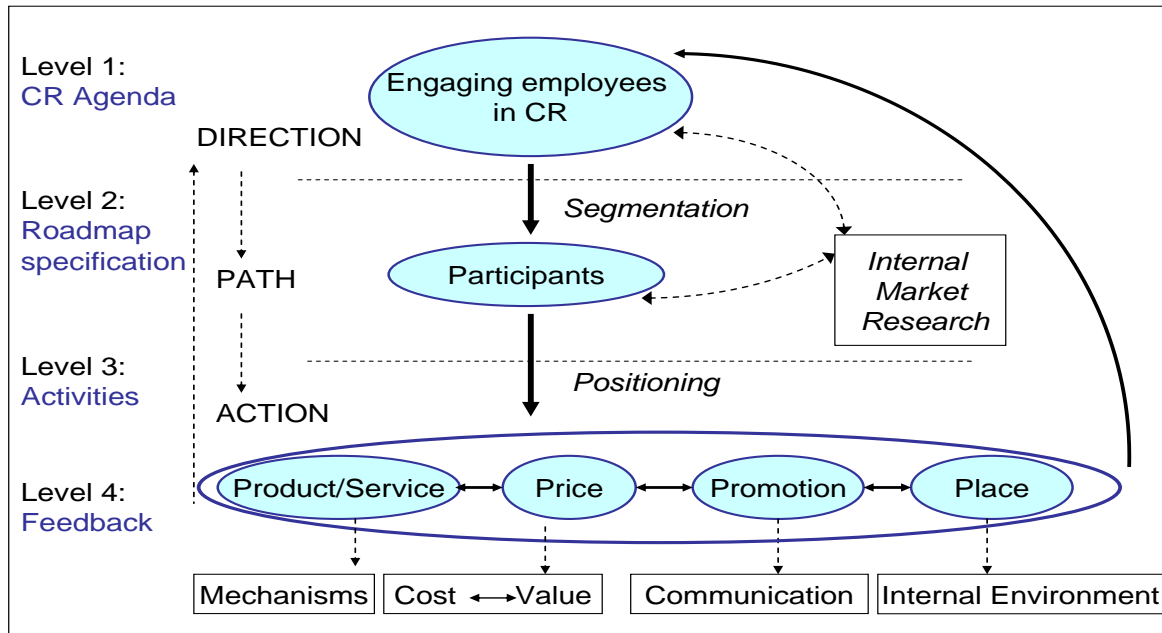 Level 1:
CR Agenda
Engaging employees
in CR
DIRECTION
Level 2:
Roadmap
specification
Segmentation
PATH
Participants
Internal
Market
Research
Level 3:
Activities
Positioning
ACTION
Level 4:
Feedback
Product/Service
Price
Promotion
Place
Mechanisms
Cost Value
Communication
Internal Environment